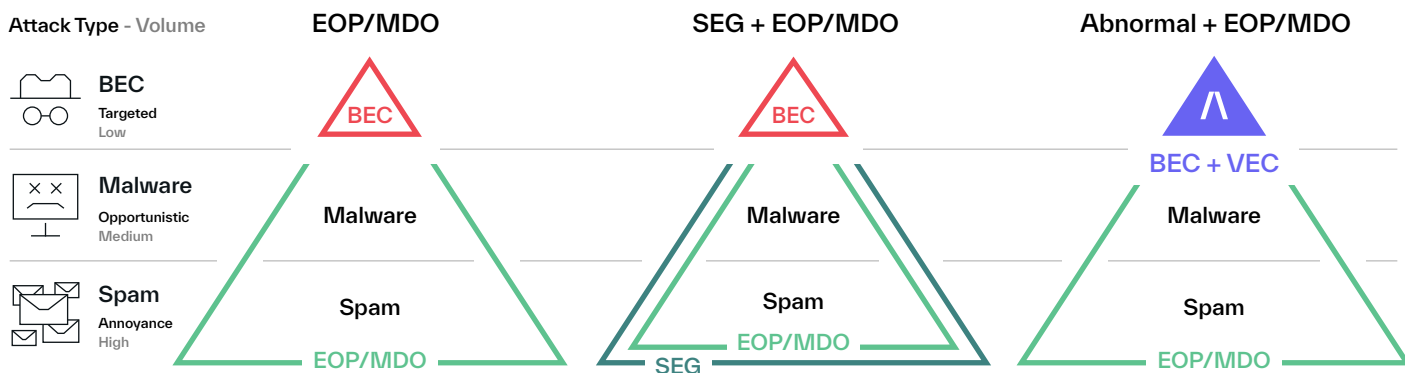 Attack Type - Volume
EOP/MDO
SEG + EOP/MDO
Abnormal + EOP/MDO
BEC
Targeted
Low
BEC
BEC
BEC + VEC
Malware
Opportunistic
Medium
Malware
Malware
Malware
Spam
Annoyance
High
Spam
Spam
Spam
EOP/MDO
EOP/MDO
SEG
EOP/MDO